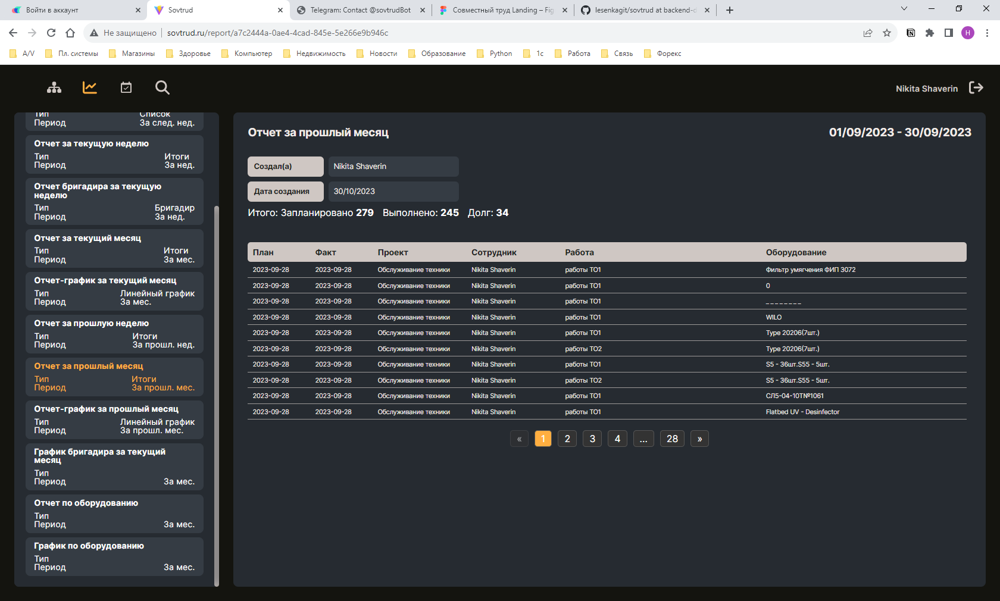 Войти в аккаунт
Sovtrud
Telegram: Contact @sovtrudBot
Совместный труд Landing – Fig
lesenkagit/sovtrud at backend-d
Не защищено
sovtrud.ru/report/a7c2444a-0ae4-4cad-845e-5e266e9b946c
H
A/V
Пл. системы
Магазины
Здоровье
Компьютер
Недвижимость
Новости
Образование
Python
1c
Работа
Связь
Форекс
Nikita Shaverin
Тип Список
Период За след. нед.
Отчет за текущую неделю
Тип Итоги
Период За нед.
Отчет бригадира за текущую
неделю
Тип Бригадир
Период За нед.
Отчет за текущий месяц
Тип Итоги
Период За мес.
Отчет-график за текущий месяц
Тип Линейный график
Период За мес.
Отчет за прошлую неделю
Тип Итоги
Период За прошл. нед.
Отчет за прошлый месяц
Тип Итоги
Период За прошл. мес.
Отчет-график за прошлый месяц
Тип Линейный график
Период За прошл. мес.
График бригадира за текущий
месяц
Тип
Период За мес.
Отчет по оборудованию
Тип
Период За мес.
График по оборудованию
Тип
Период За мес.
Отчет за прошлый месяц 01/09/2023 - 30/09/2023
Создал(а) Nikita Shaverin
Дата создания 30/10/2023
Итого: Запланировано 279 Выполнено: 245 Долг: 34
План Факт Проект Сотрудник Работа Оборудование
2023-09-28 2023-09-28 Обслуживание техники Nikita Shaverin работы ТО1 Фильтр умягчения ФИП 3072
2023-09-28 2023-09-28 Обслуживание техники Nikita Shaverin работы ТО1 0
2023-09-28 2023-09-28 Обслуживание техники Nikita Shaverin работы ТО1 _ _ _ _ _ _ _ _
2023-09-28 2023-09-28 Обслуживание техники Nikita Shaverin работы ТО1 WILO
2023-09-28 2023-09-28 Обслуживание техники Nikita Shaverin работы ТО1 Type 20206(7шт.)
2023-09-28 2023-09-28 Обслуживание техники Nikita Shaverin работы ТО2 Type 20206(7шт.)
2023-09-28 2023-09-28 Обслуживание техники Nikita Shaverin работы ТО1 S5 - 36шт.S55 - 5шт.
2023-09-28 2023-09-28 Обслуживание техники Nikita Shaverin работы ТО2 S5 - 36шт.S55 - 5шт.
2023-09-28 2023-09-28 Обслуживание техники Nikita Shaverin работы ТО1 СЛ5-04-10Т№1061
2023-09-28 2023-09-28 Обслуживание техники Nikita Shaverin работы ТО1 Flatbed UV - Desinfector
« 1 2 3 4 ... 28 »